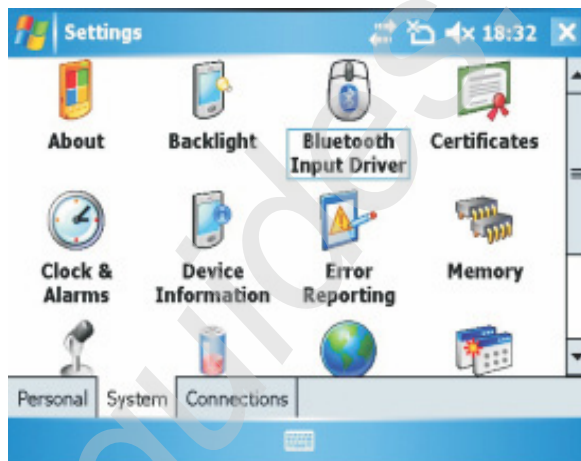 Settings
18:32
About
Backlight
Bluetooth
Input Driver
Certificates
Clock &
Alarms
Device
Information
Error
Reporting
Memory
Personal
System
Connections